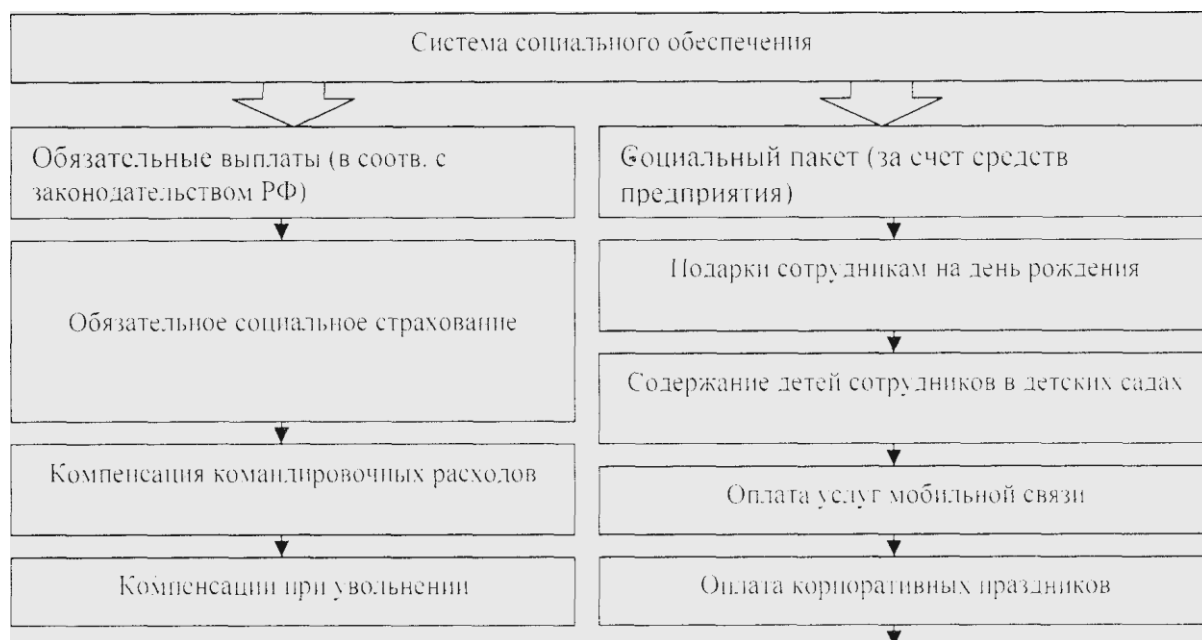 Система социального обеспечения
Обязательные выплаты (в соотв. с
законодательством РФ)
Социальный пакет (за счет средств
предприятия)
Обязательное социальное страхование
Подарки сотрудникам на день рождения
Содержание детей сотрудников в детских садах
Компенсация командировочных расходов
Оплата услуг мобильной связи
Компенсации при увольнении
Оплата корпоративных праздников